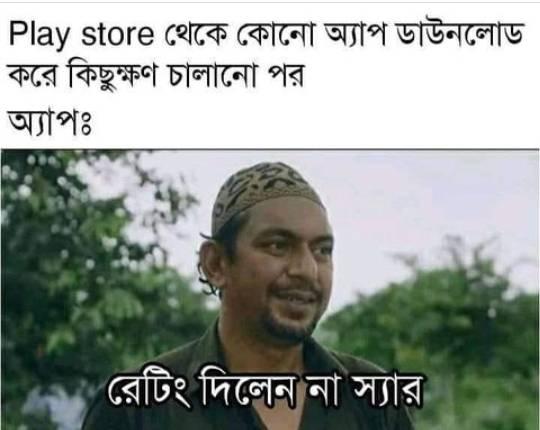 Play store থেকে কোনো অ্যাপ ডাউনলোড
করে কিছুক্ষণ চালানো পর
অ্যাপঃ
রেটিং দিলেন না স্যার